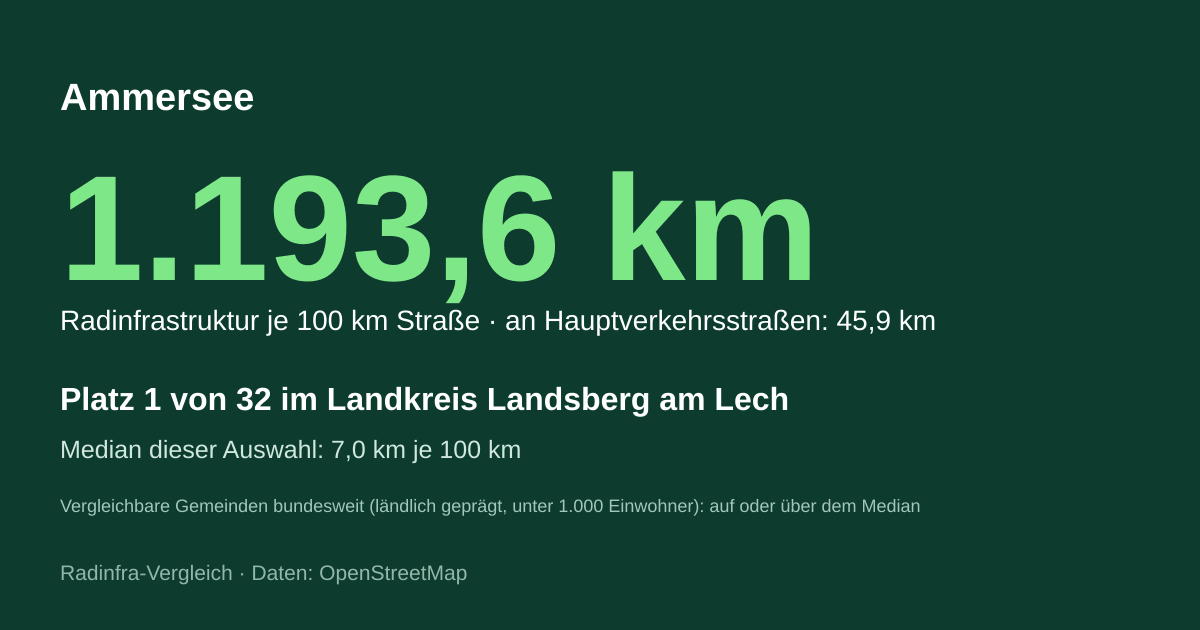 Ammersee
1.193,6 km
Radinfrastruktur je 100 km Straße · an Hauptverkehrsstraßen: 45,9 km
Platz 1 von 32 im Landkreis Landsberg am Lech
Median dieser Auswahl: 7,0 km je 100 km
Vergleichbare Gemeinden bundesweit (ländlich geprägt, unter 1.000 Einwohner): auf oder über dem Median
Radinfra-Vergleich · Daten: OpenStreetMap